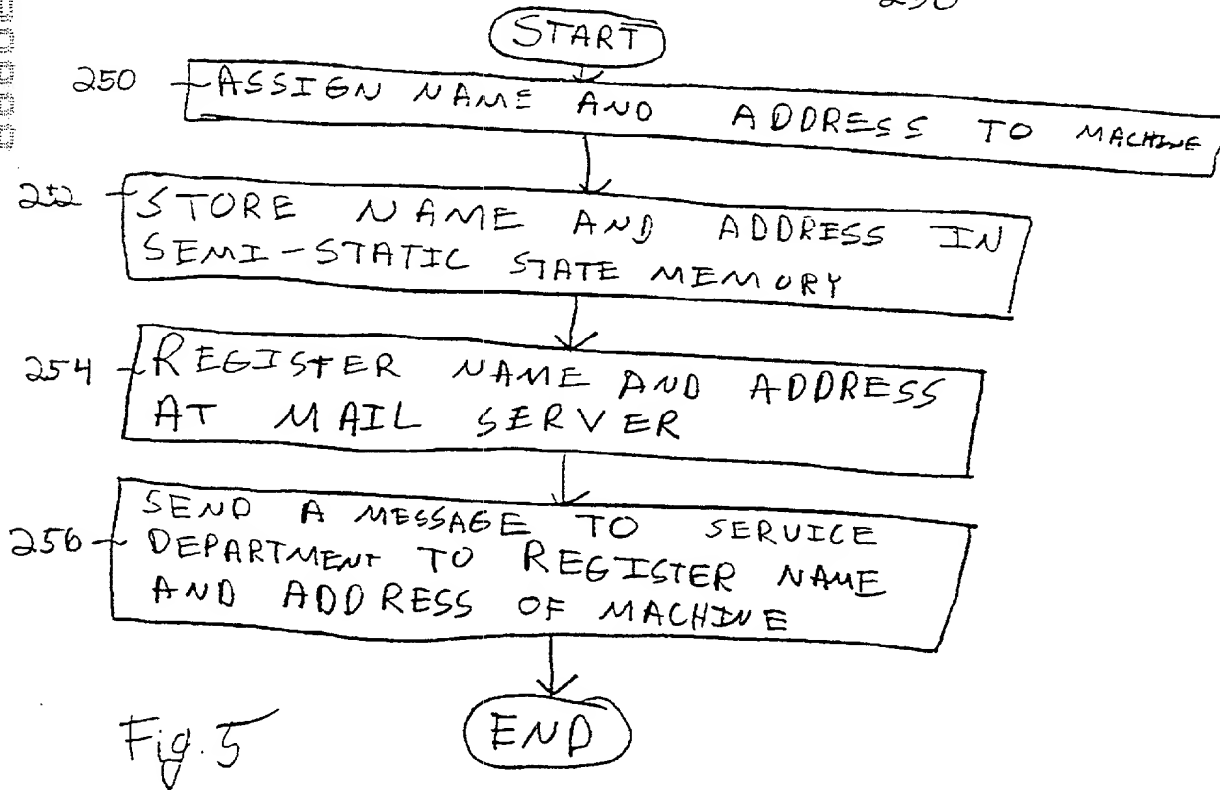 START
250 ASSIGN NAME AND ADDRESS TO MACHINE
252 STORE NAME AND ADDRESS IN
SEMI-STATIC STATE MEMORY
254 REGISTER NAME AND ADDRESS
AT MAIL SERVER
SEND A MESSAGE TO SERVICE
256 DEPARTMENT TO REGISTER NAME
AND ADDRESS OF MACHINE
END
Fig. 5